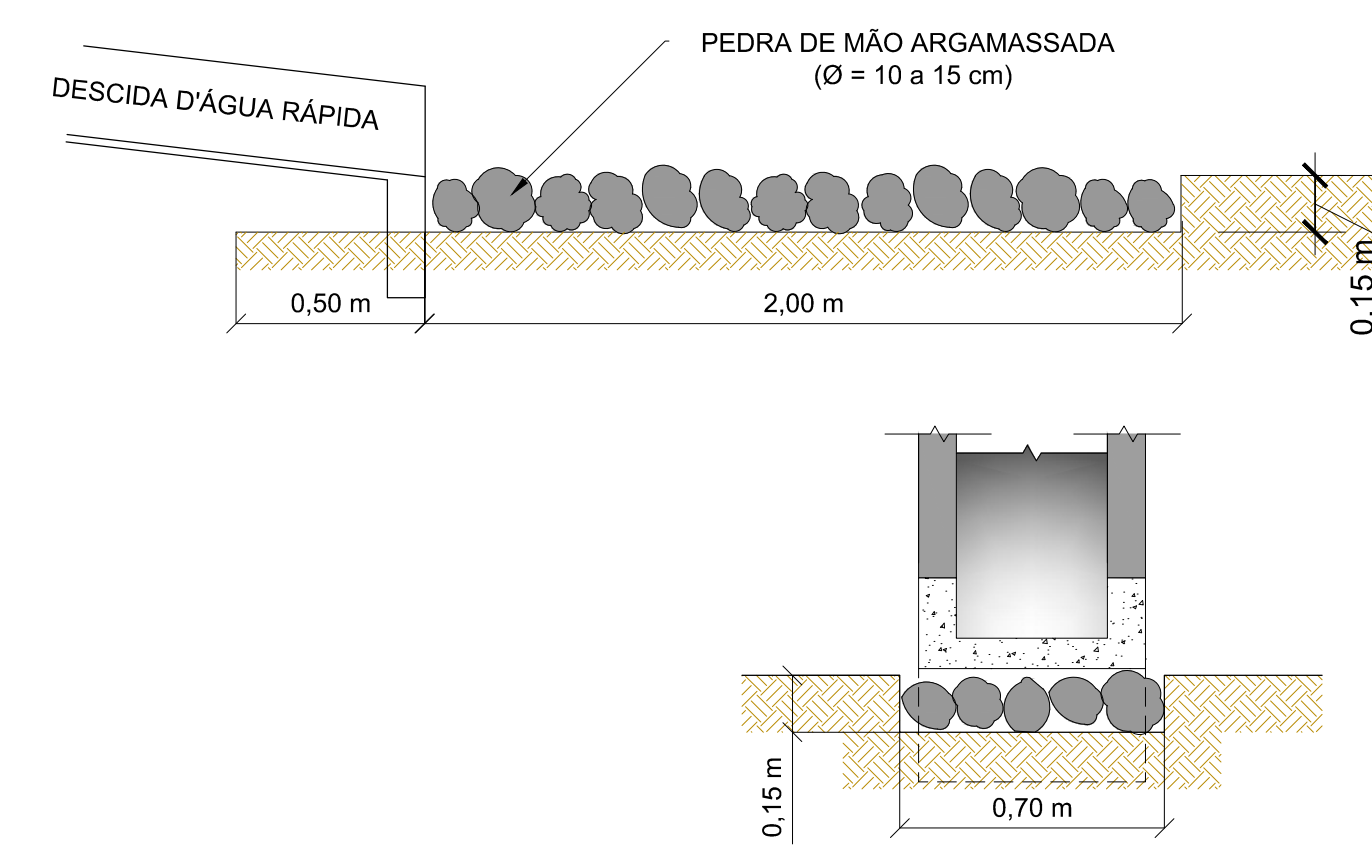 PEDRA DE MÃO ARGAMASSADA
(Ø = 10 a 15 cm)
DESCIDA D'ÁGUA RÁPIDA
0,50 m
2,00 m
0,15 m
0,15 m
0,70 m